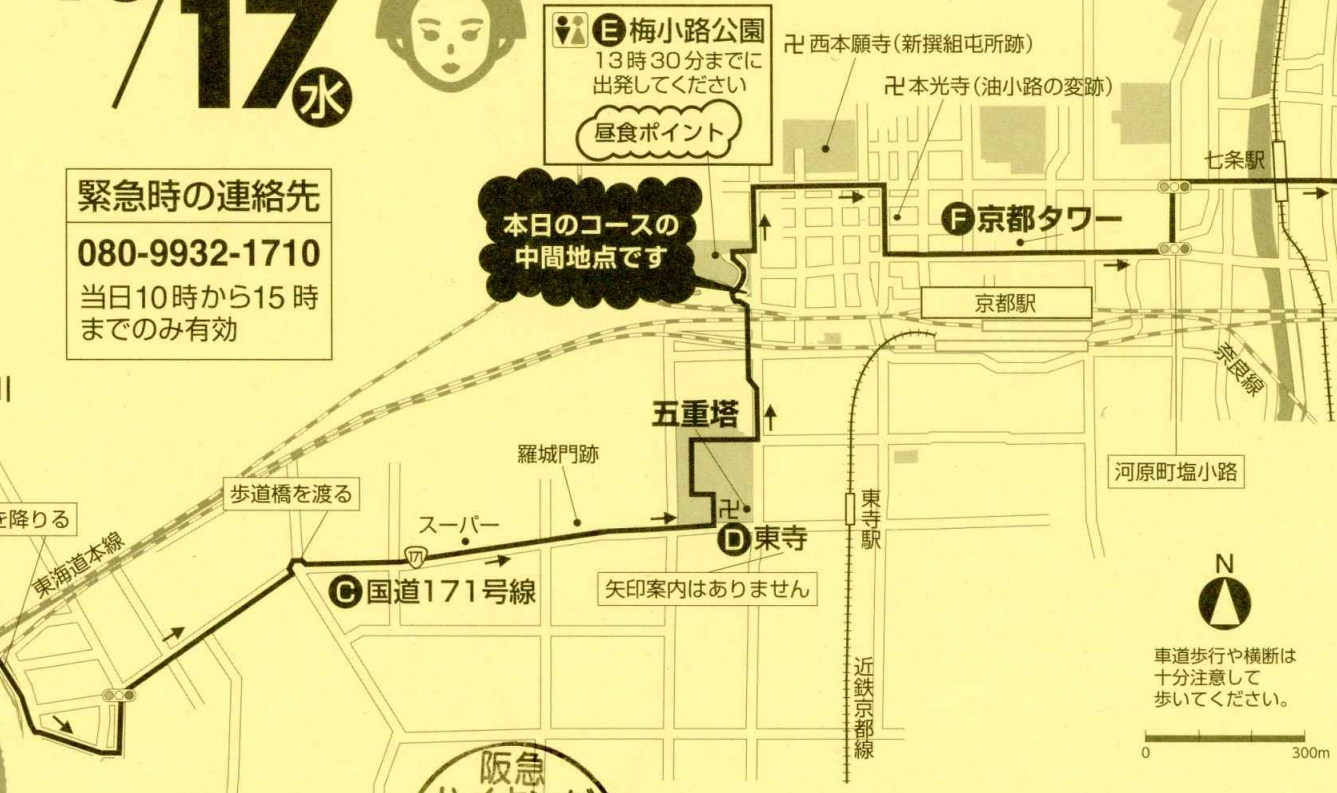 /17水
E梅小路公園
13時30分までに
出発してください
昼食ポイント
卍西本願寺(新撰組屯所跡)
卍本光寺(油小路の変跡)
七条駅
緊急時の連絡先
080-9932-1710
当日10時から15時
までのみ有効
本日のコースの
中間地点です
F京都タワー
京都駅
奈良線
五重塔
河原町塩小路
羅城門跡
歩道橋を渡る
を降りる
スーパー
東海道本線
171
C国道171号線
卍
D東寺
矢印案内はありません
東寺駅
近鉄京都線
N
車道歩行や横断は
十分注意して
歩いてください。
0 300m
阪急